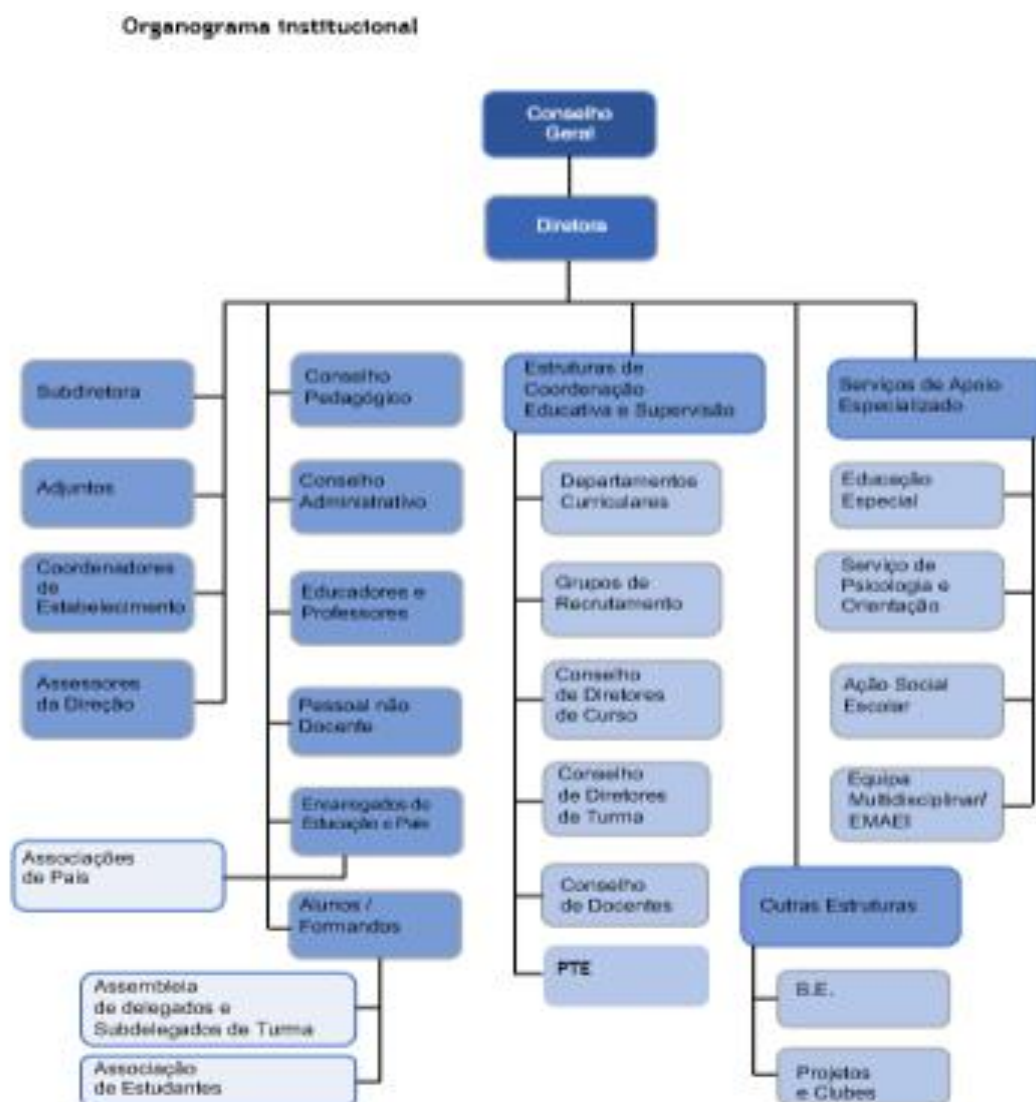 Organograma institucional
Conselho
Geral
Diretora
Subdiretora
Adjuntos
Coordenadores
de
Estabelecimento
Assessores
da Direção
Conselho
Pedagógico
Conselho
Administrativo
Educadores e
Professores
Pessoal não
Docente
Encarregados de
Educação e Pais
Associações
de Pais
Alunos /
Formandos
Assembleia
de delegados e
Subdelegados de Turma
Associação
de Estudantes
Estruturas de
Coordenação
Educativa e Supervisão
Departamentos
Curriculares
Grupos de
Recrutamento
Conselho
de Diretores
de Curso
Conselho
de Diretores
de Turma
Conselho
de Docentes
PTE
Serviços de Apoio
Especializado
Educação
Especial
Serviço de
Psicologia e
Orientação
Ação Social
Escolar
Equipa
Multidisciplinar/
EMAEI
Outras Estruturas
B.E.
Projetos
e Clubes